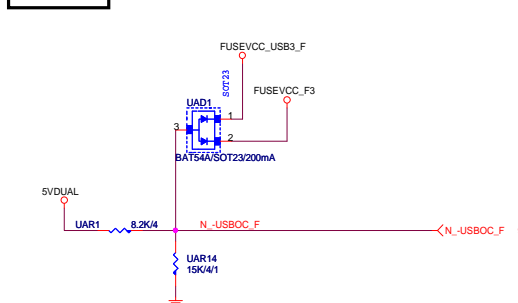 FUSEVCC_USB3_F
SOT23
FUSEVCC_F3
UAD1
1
3
2
BAT54A/SOT23/200mA
5VDUAL
UAR1 8.2K/4 N_-USBOC_F N_-USBOC_F
UAR14
15K/4/1